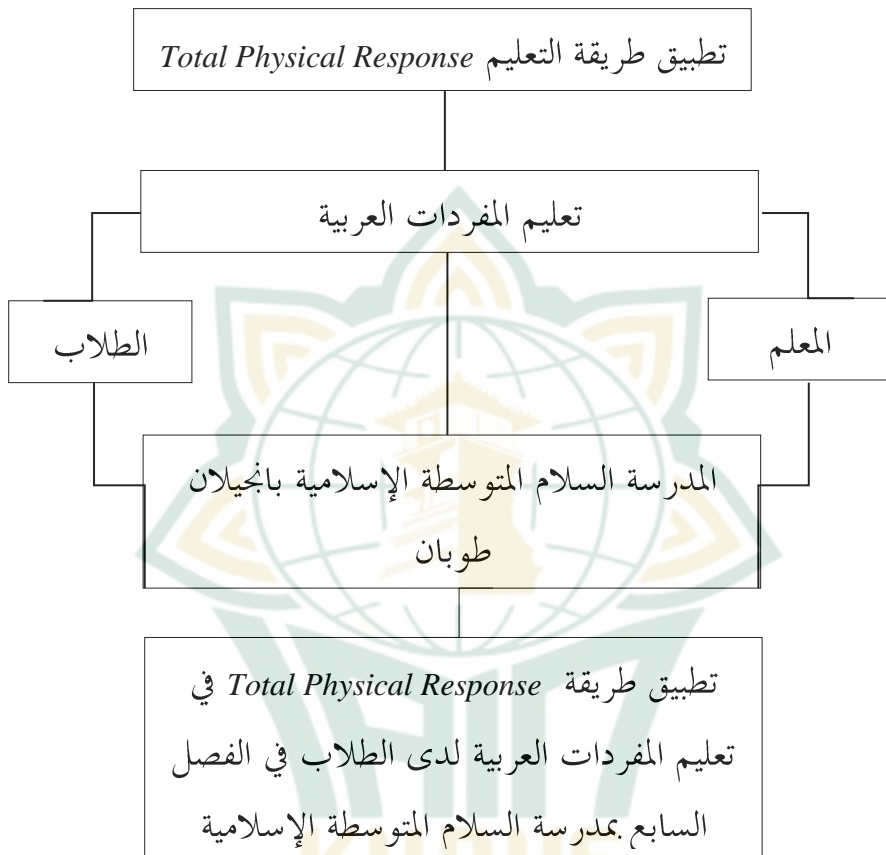 تطبيق طريقة التعليم Total Physical Response
تعليم المفردات العربية
المعلم
الطلاب
المدرسة السلام المتوسطة الإسلامية بانجيلان
طوبان
تطبيق طريقة Total Physical Response في
تعليم المفردات العربية لدى الطلاب في الفصل
السابع بمدرسة السلام المتوسطة الإسلامية